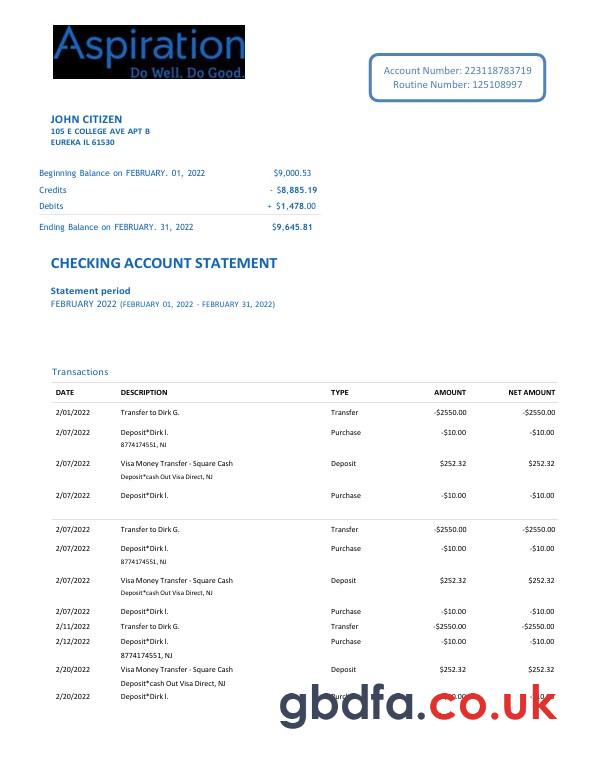 Aspiration
Do Well. Do Good.
Account Number: 223118783719
Routine Number: 125108997
JOHN CITIZEN
105 E COLLEGE AVE APT B
EUREKA IL 61530
Beginning Balance on FEBRUARY. 01, 2022 $9,000.53
Credits - $8,885.19
Debits + $1,478.00
Ending Balance on FEBRUARY. 31, 2022 $9,645.81
CHECKING ACCOUNT STATEMENT
Statement period
FEBRUARY 2022 (FEBRUARY 01, 2022 - FEBRUARY 31, 2022)
Transactions
DATE DESCRIPTION TYPE AMOUNT NET AMOUNT
2/01/2022 Transfer to Dirk G. Transfer -$2550.00 -$2550.00
2/07/2022 Deposit*Dirk l. Purchase -$10.00 -$10.00
8774174551, NJ
2/07/2022 Visa Money Transfer - Square Cash Deposit $252.32 $252.32
Deposit*cash Out Visa Direct, NJ
2/07/2022 Deposit*Dirk l. Purchase -$10.00 -$10.00
2/07/2022 Transfer to Dirk G. Transfer -$2550.00 -$2550.00
2/07/2022 Deposit*Dirk l. Purchase -$10.00 -$10.00
8774174551, NJ
2/07/2022 Visa Money Transfer - Square Cash Deposit $252.32 $252.32
Deposit*cash Out Visa Direct, NJ
2/07/2022 Deposit*Dirk l. Purchase -$10.00 -$10.00
2/11/2022 Transfer to Dirk G. Transfer -$2550.00 -$2550.00
2/12/2022 Deposit*Dirk l. Purchase -$10.00 -$10.00
8774174551, NJ
2/20/2022 Visa Money Transfer - Square Cash Deposit $252.32 $252.32
Deposit*cash Out Visa Direct, NJ
2/20/2022 Deposit*Dirk l.
gbdfa.co.uk